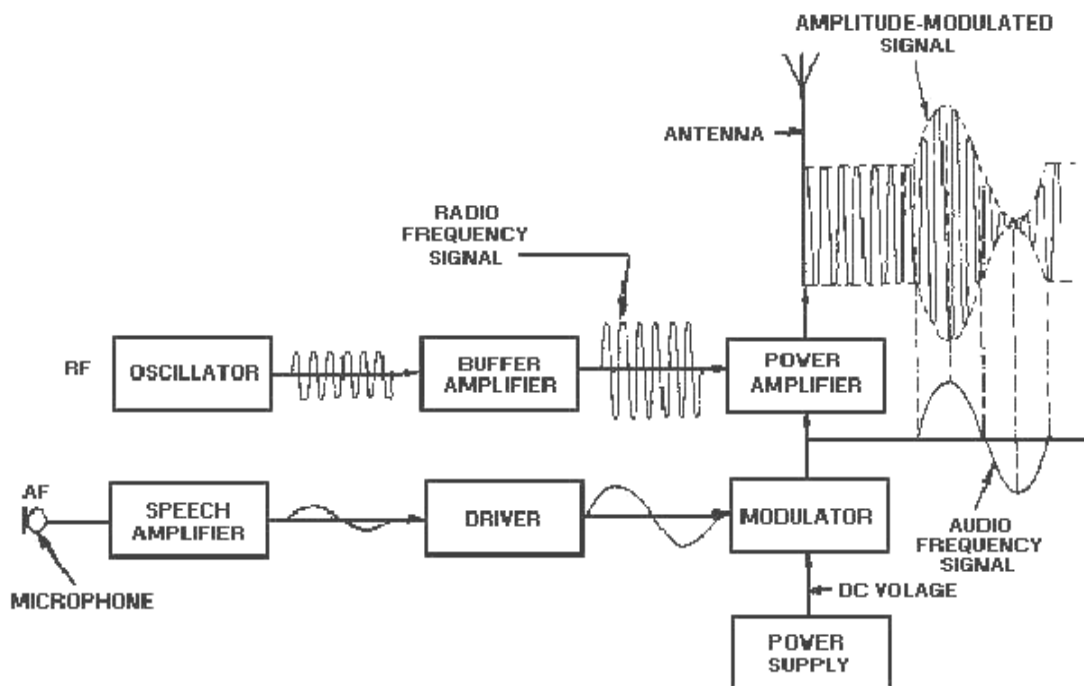 AMPLITUDE-MODULATED
SIGNAL
ANTENNA
RADIO
FREQUENCY
SIGNAL
RF
OSCILLATOR
BUFFER
AMPLIFIER
POWER
AMPLIFIER
AF
SPEECH
AMPLIFIER
DRIVER
MODULATOR
AUDIO
FREQUENCY
SIGNAL
MICROPHONE
DC VOLAGE
POWER
SUPPLY